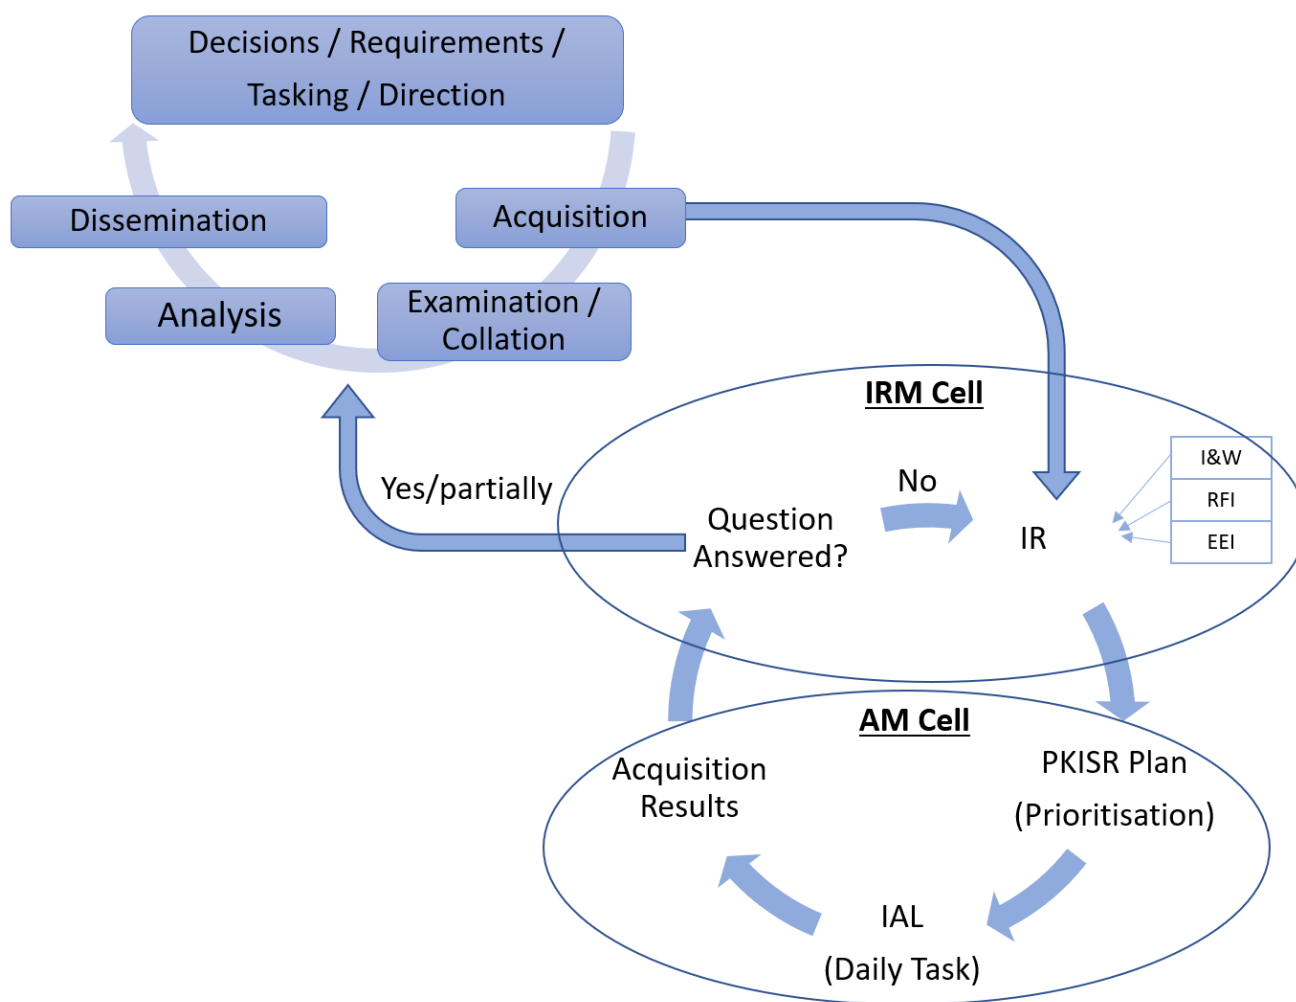 Decisions / Requirements /
Tasking / Direction
Dissemination
Acquisition
Analysis
Examination /
Collation
IRM Cell
Yes/partially
No
Question
Answered?
IR
I&W
RFI
EEI
AM Cell
Acquisition
Results
PKISR Plan
(Prioritisation)
IAL
(Daily Task)